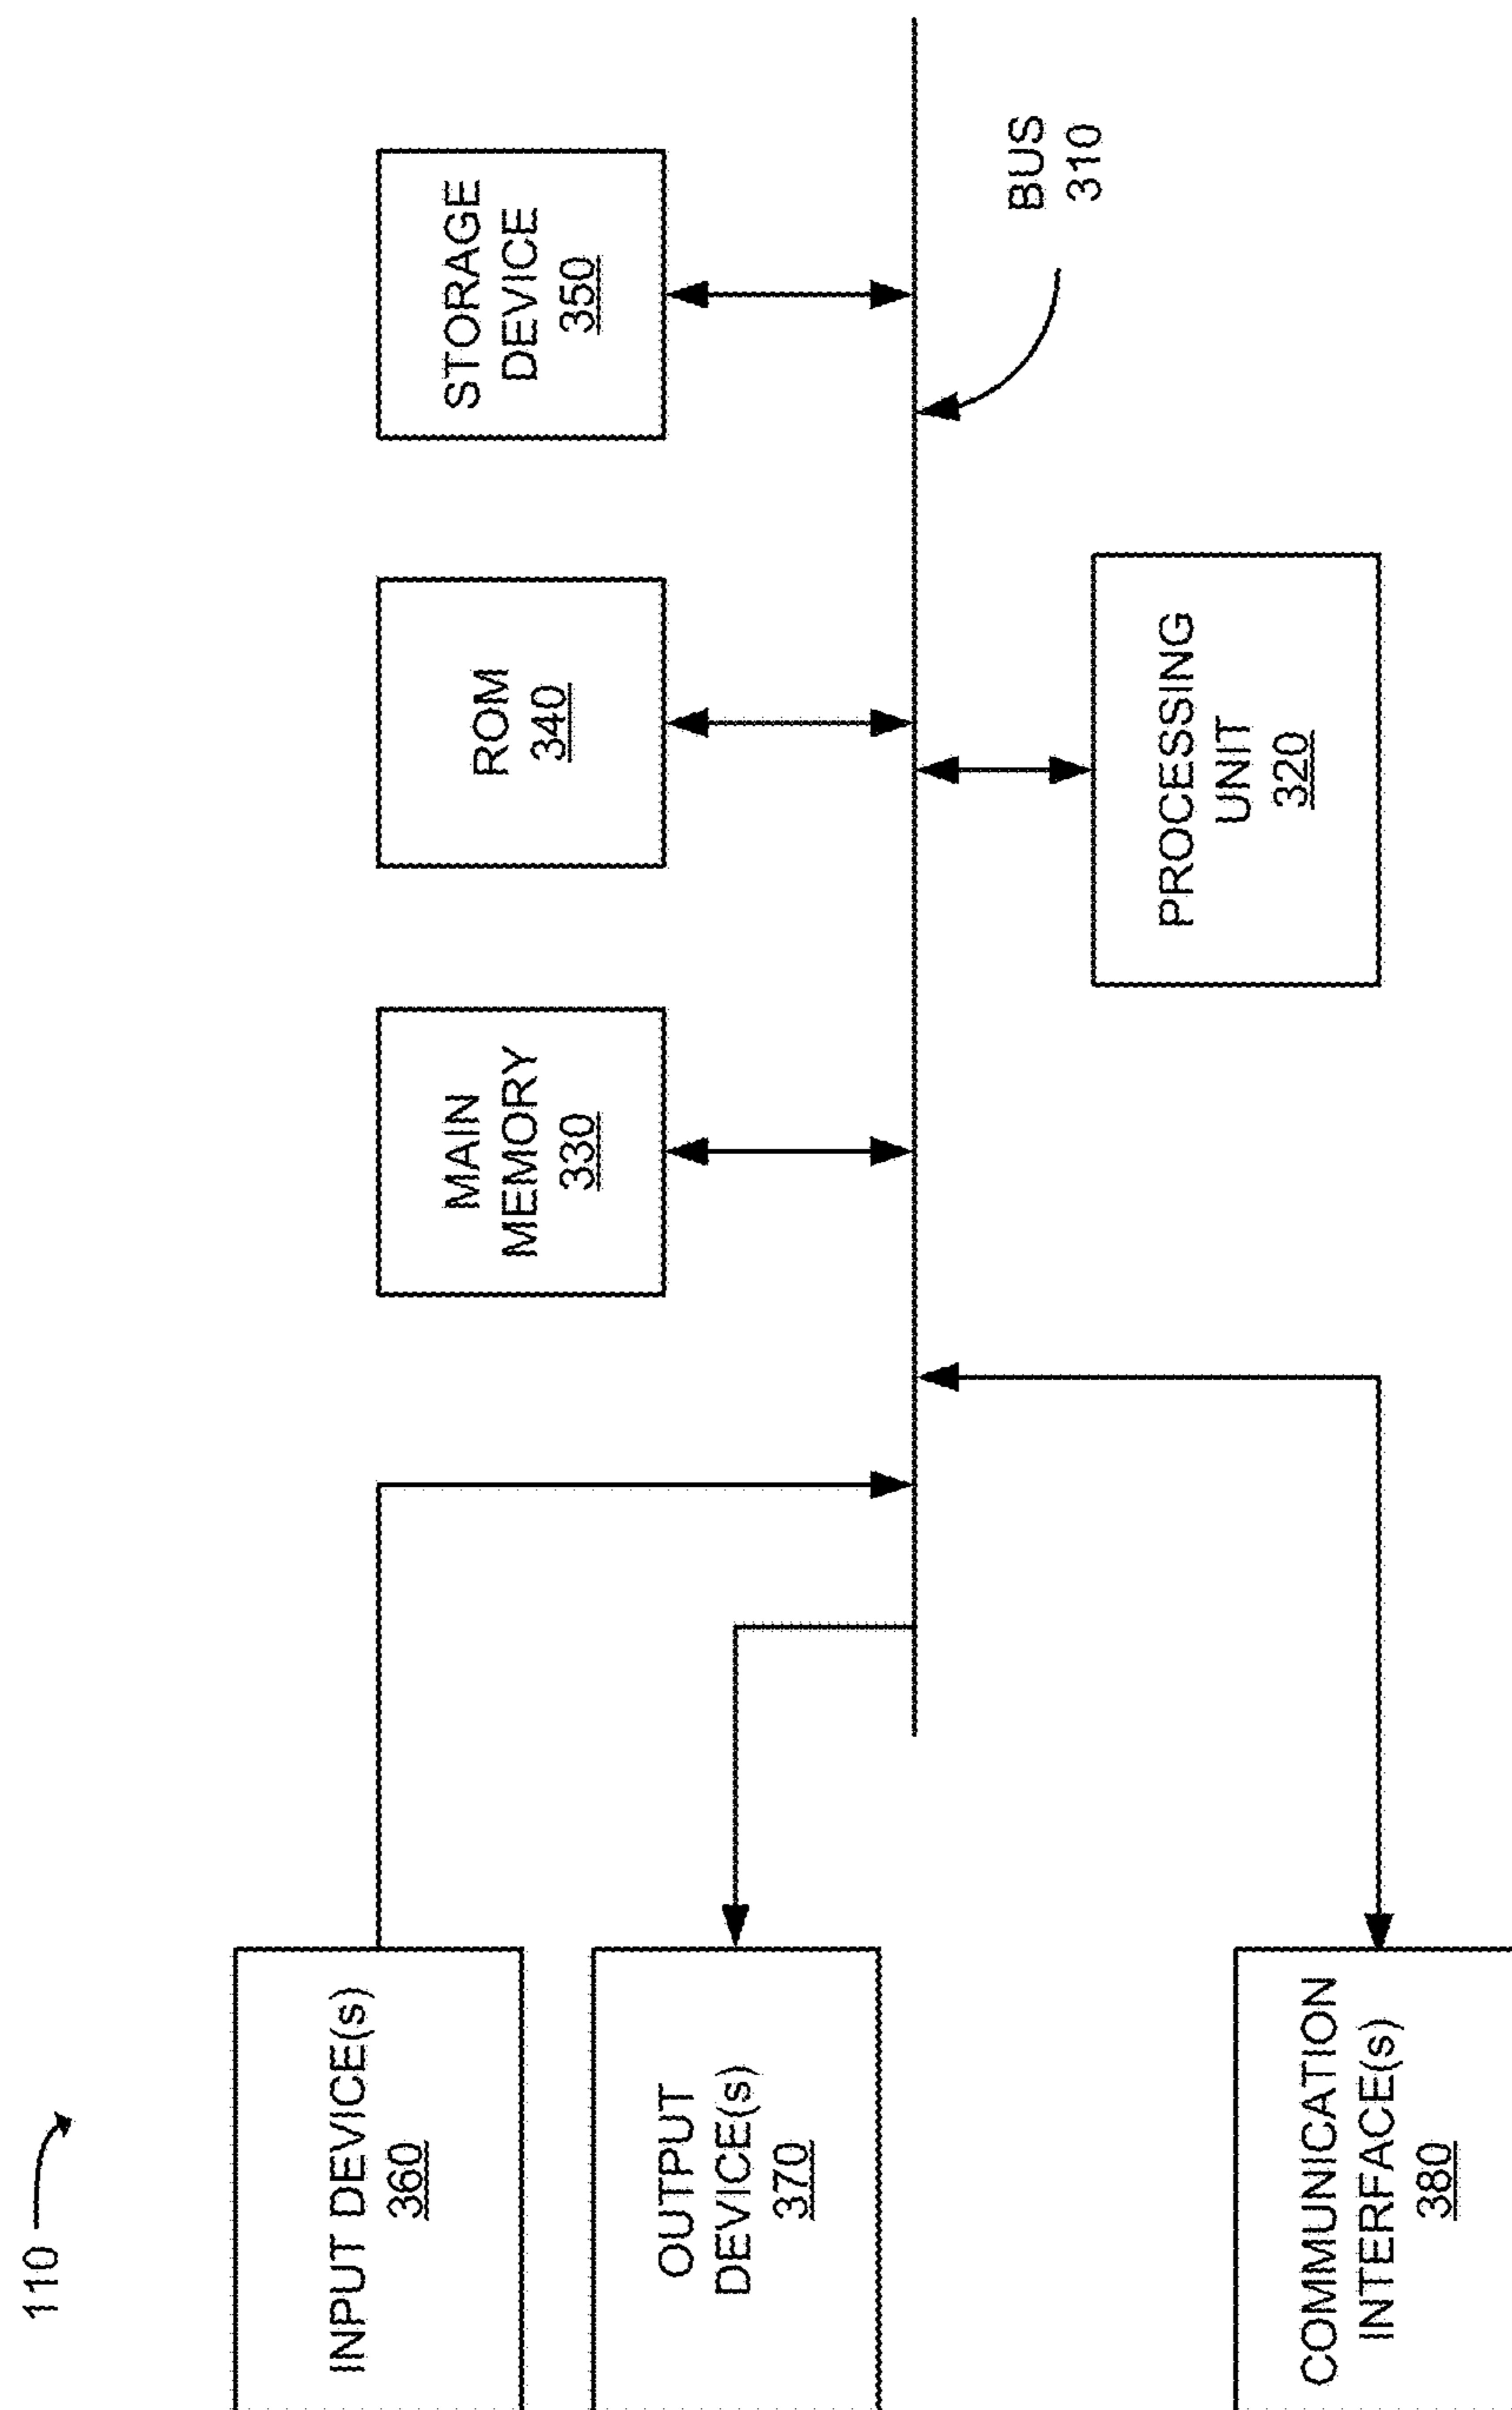 110
INPUT DEVICE(s)
360
OUTPUT
DEVICE(s)
370
COMMUNICATION
INTERFACE(s)
380
MAIN
MEMORY
330
ROM
340
STORAGE
DEVICE
350
PROCESSING
UNIT
320
BUS
310